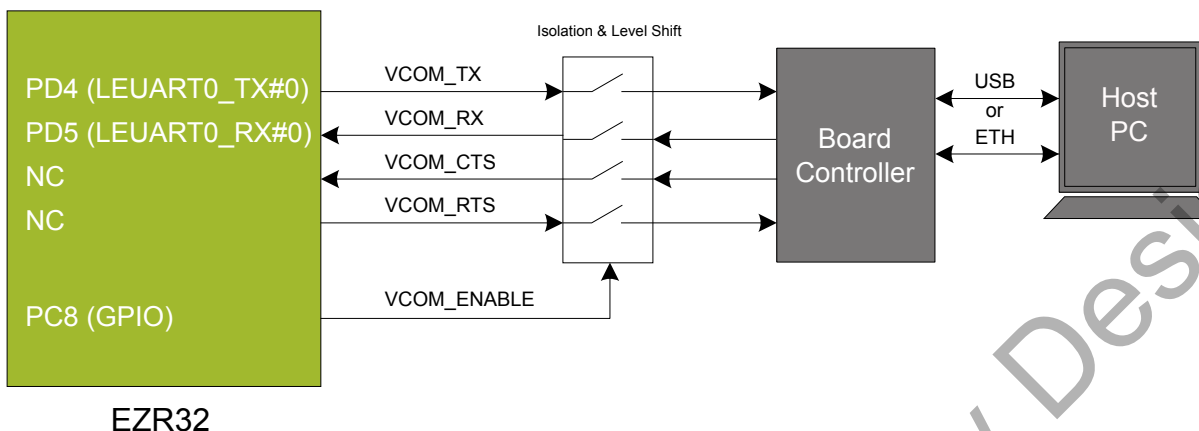 Isolation & Level Shift
PD4 (LEUART0_TX#0)
VCOM_TX
PD5 (LEUART0_RX#0)
VCOM_RX
NC
VCOM_CTS
NC
VCOM_RTS
PC8 (GPIO)
VCOM_ENABLE
EZR32
Board
Controller
USB
or
ETH
Host
PC